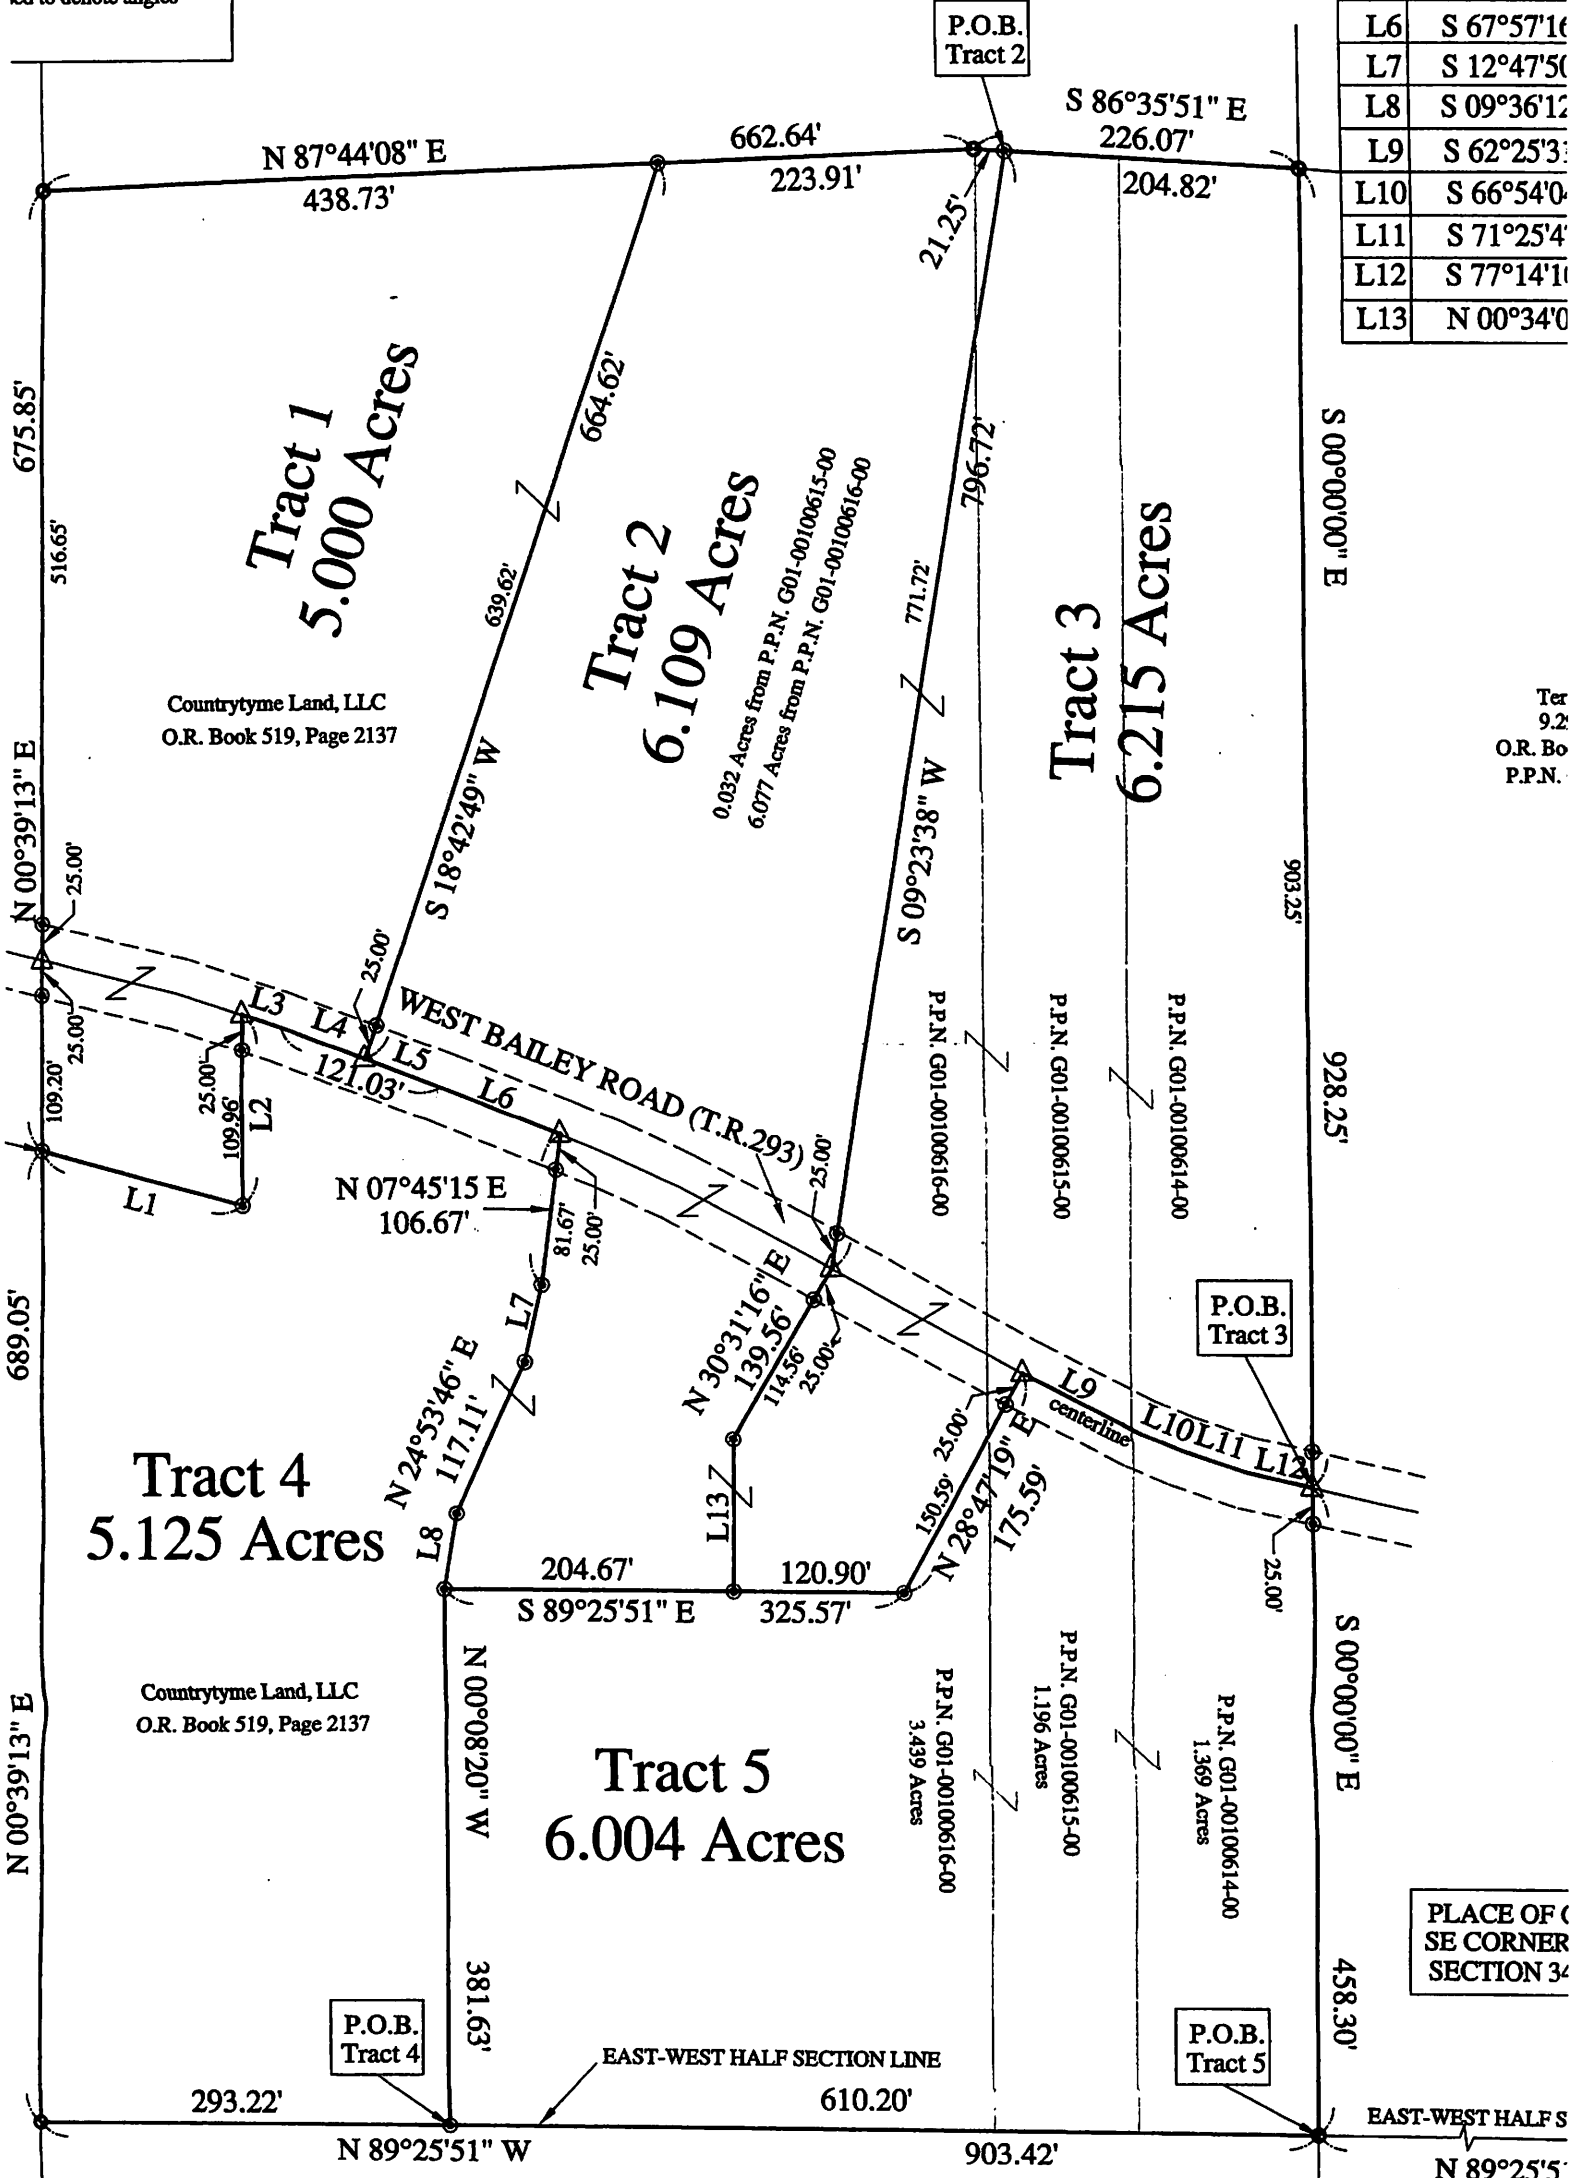 P.O.B.
Tract 2
L6 S 67°57'16
L7 S 12°47'50
L8 S 09°36'12
L9 S 62°25'3
L10 S 66°54'0
L11 S 71°25'4
L12 S 77°14'1
L13 N 00°34'0
S 86°35'51" E
226.07'
204.82'
N 87°44'08" E
438.73'
662.64'
223.91'
21.25'
675.85'
516.65'
Tract 1
5.000 Acres
664.62'
639.62'
Tract 2
6.109 Acres
0.032 Acres from P.P.N. G01-00100615-00
6.077 Acres from P.P.N. G01-00100616-00
796.72'
771.72'
Tract 3
6.215 Acres
S 00°00'00" E
Countrytyme Land, LLC
O.R. Book 519, Page 2137
S 18°42'49" W
S 09°23'38" W
O.R. Bo
P.P.N.
N 00°39'13" E
25.00'
903.25'
25.00'
WEST BAILEY ROAD (T.R.293)
L3
L4
L5
L6
121.03'
25.00'
25.00'
109.20'
109.96'
L2
L1
P.P.N. G01-00100616-00
P.P.N. G01-00100615-00
P.P.N. G01-00100614-00
928.25'
N 07°45'15 E
106.67'
81.67'
25.00'
25.00'
L7
689.05'
N 30°31'16" E
139.56'
114.56'
25.00'
P.O.B.
Tract 3
L9
centerline
L10
L11
L12
N 24°53'46" E
117.11'
L8
L13
25.00'
150.59'
N 28°47'19" E
175.59'
25.00'
Tract 4
5.125 Acres
204.67'
120.90'
S 89°25'51" E
325.57'
N 00°08'20" W
P.P.N. G01-00100616-00
3.439 Acres
P.P.N. G01-00100615-00
1.196 Acres
P.P.N. G01-00100614-00
1.369 Acres
S 00°00'00" E
Countrytyme Land, LLC
O.R. Book 519, Page 2137
N 00°39'13" E
Tract 5
6.004 Acres
PLACE OF
SE CORNER
SECTION 34
381.63'
458.30'
P.O.B.
Tract 4
EAST-WEST HALF SECTION LINE
P.O.B.
Tract 5
293.22'
610.20'
N 89°25'51" W
903.42'
EAST-WEST HALF S
N 89°25'5